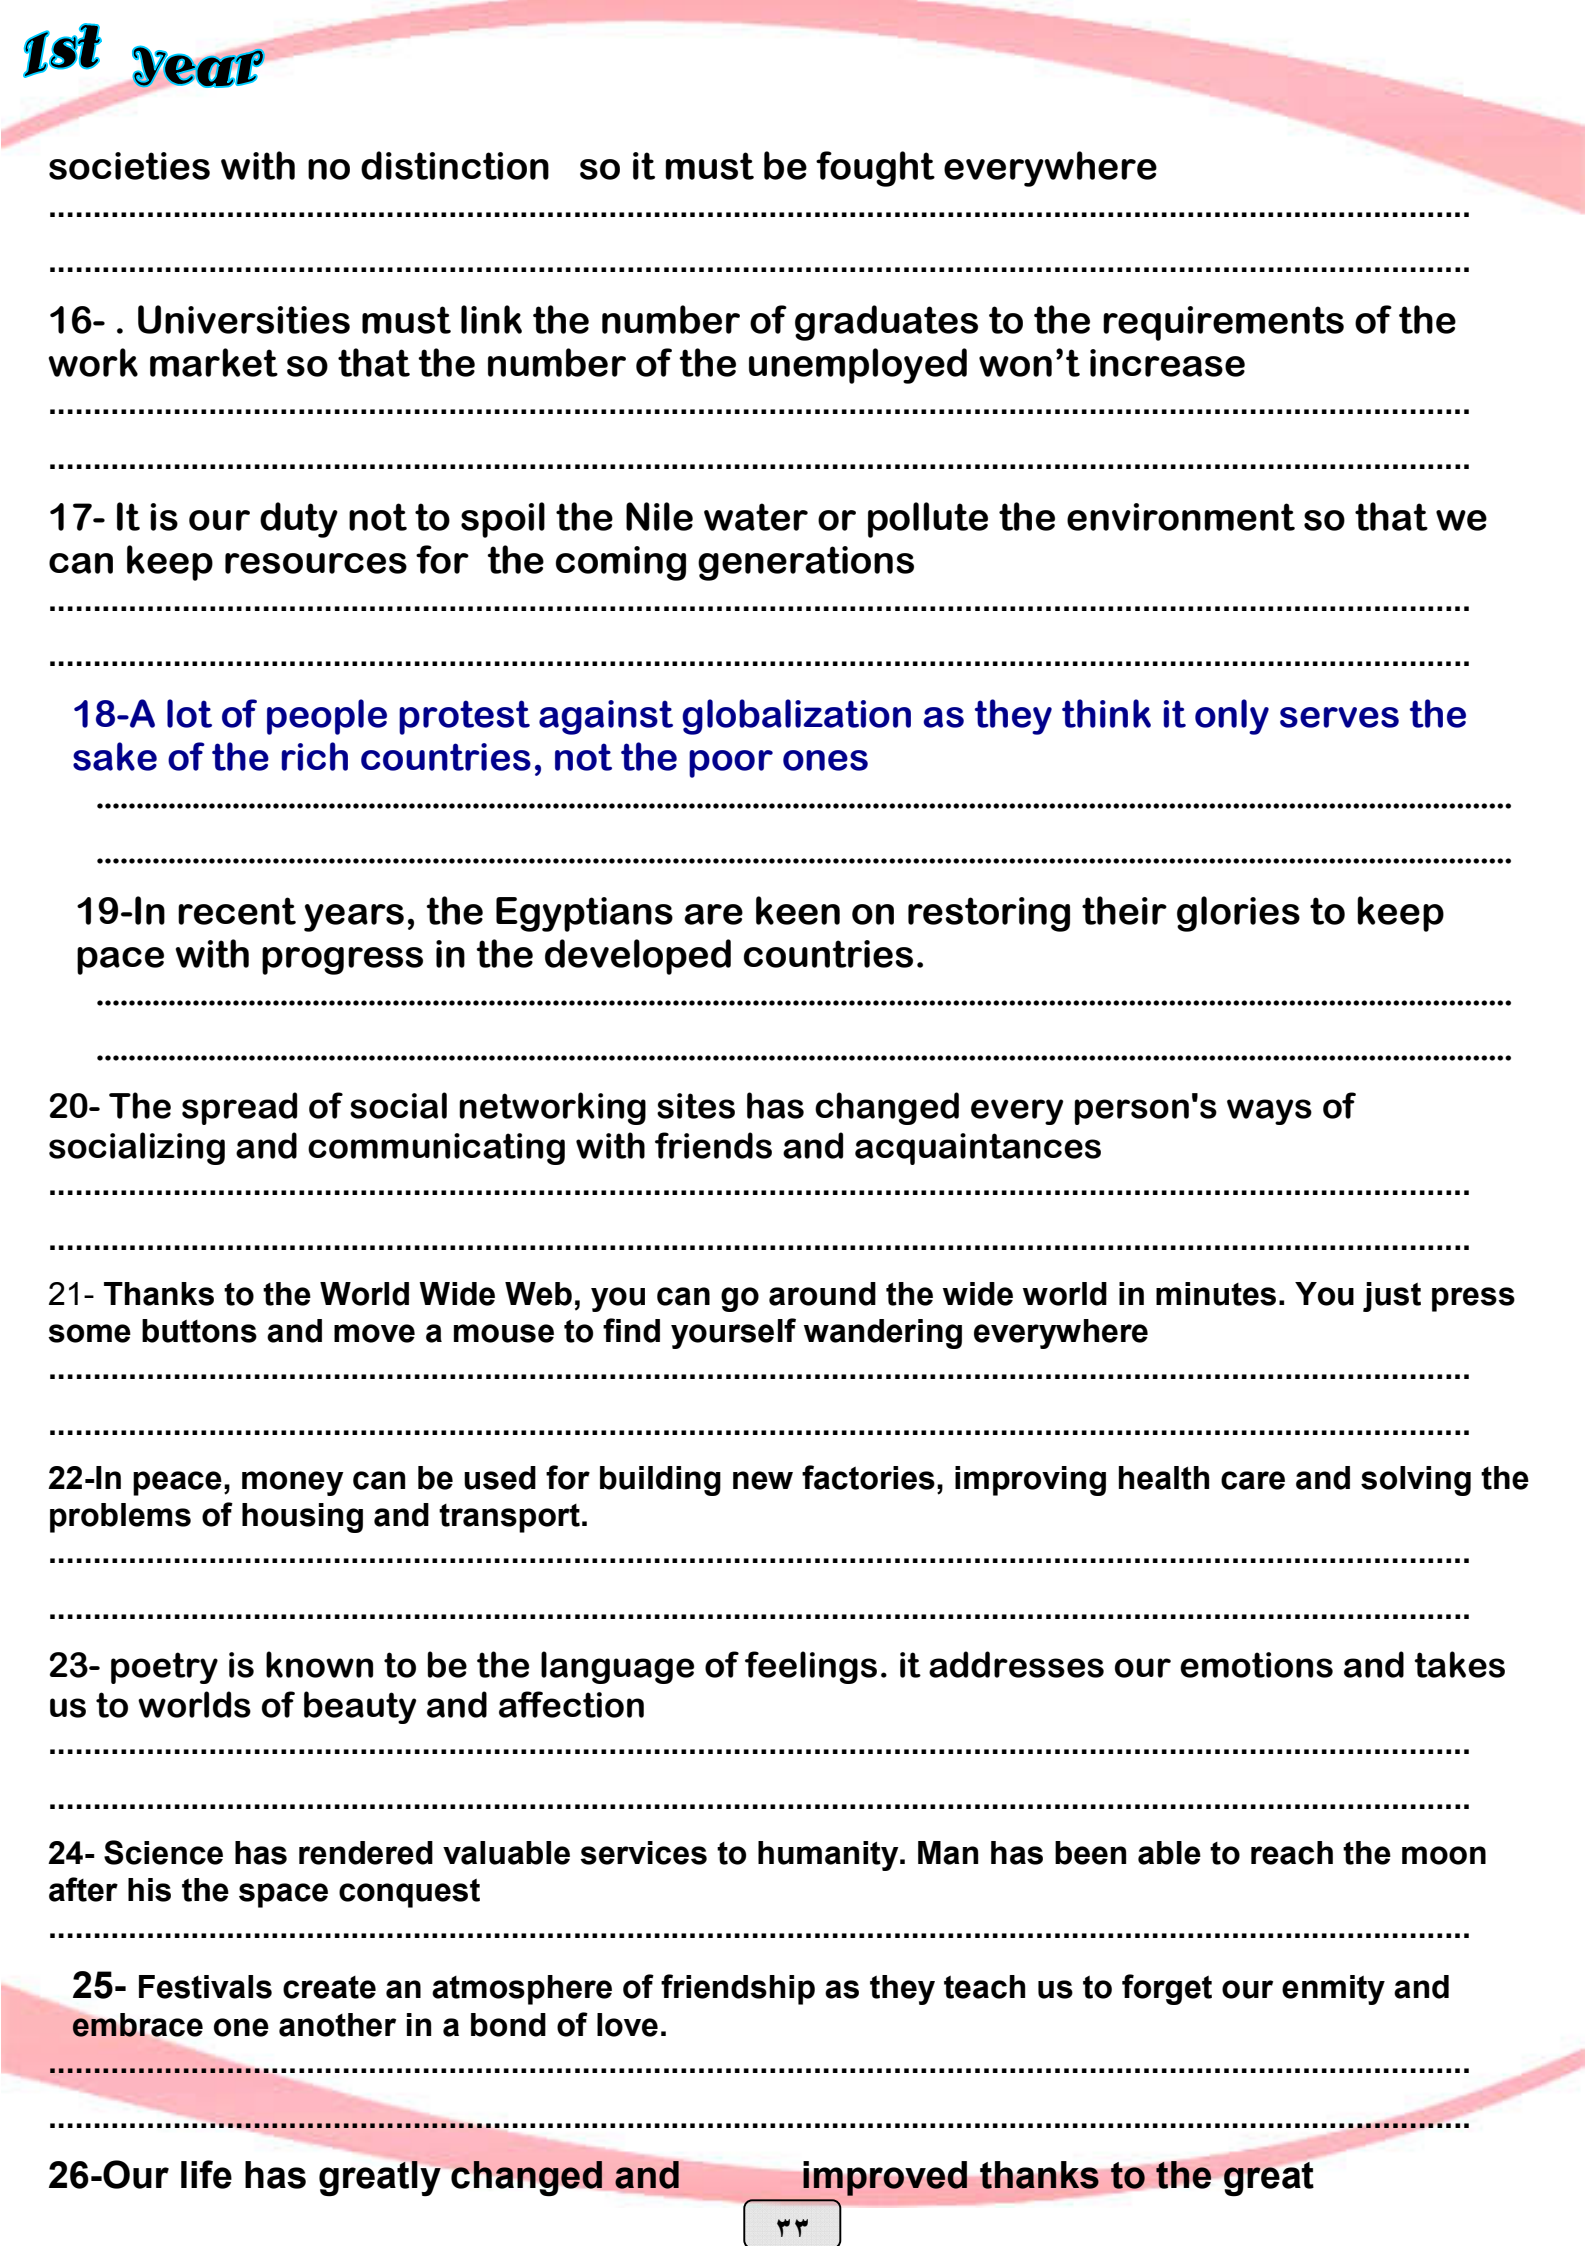 1st year
societies with no distinction so it must be fought everywhere
................................................................
................................................................
16- . Universities must link the number of graduates to the requirements of the
work market so that the number of the unemployed won’t increase
................................................................
................................................................
17- It is our duty not to spoil the Nile water or pollute the environment so that we
can keep resources for the coming generations
................................................................
................................................................
18-A lot of people protest against globalization as they think it only serves the
sake of the rich countries, not the poor ones
................................................................
................................................................
19-In recent years, the Egyptians are keen on restoring their glories to keep
pace with progress in the developed countries.
................................................................
................................................................
20- The spread of social networking sites has changed every person's ways of
socializing and communicating with friends and acquaintances
................................................................
................................................................
21- Thanks to the World Wide Web, you can go around the wide world in minutes. You just press
some buttons and move a mouse to find yourself wandering everywhere
................................................................
................................................................
22-In peace, money can be used for building new factories, improving health care and solving the
problems of housing and transport.
................................................................
................................................................
23- poetry is known to be the language of feelings. it addresses our emotions and takes
us to worlds of beauty and affection
................................................................
................................................................
24- Science has rendered valuable services to humanity. Man has been able to reach the moon
after his the space conquest
................................................................
25- Festivals create an atmosphere of friendship as they teach us to forget our enmity and
embrace one another in a bond of love.
................................................................
................................................................
26-Our life has greatly changed and improved thanks to the great
٣٣